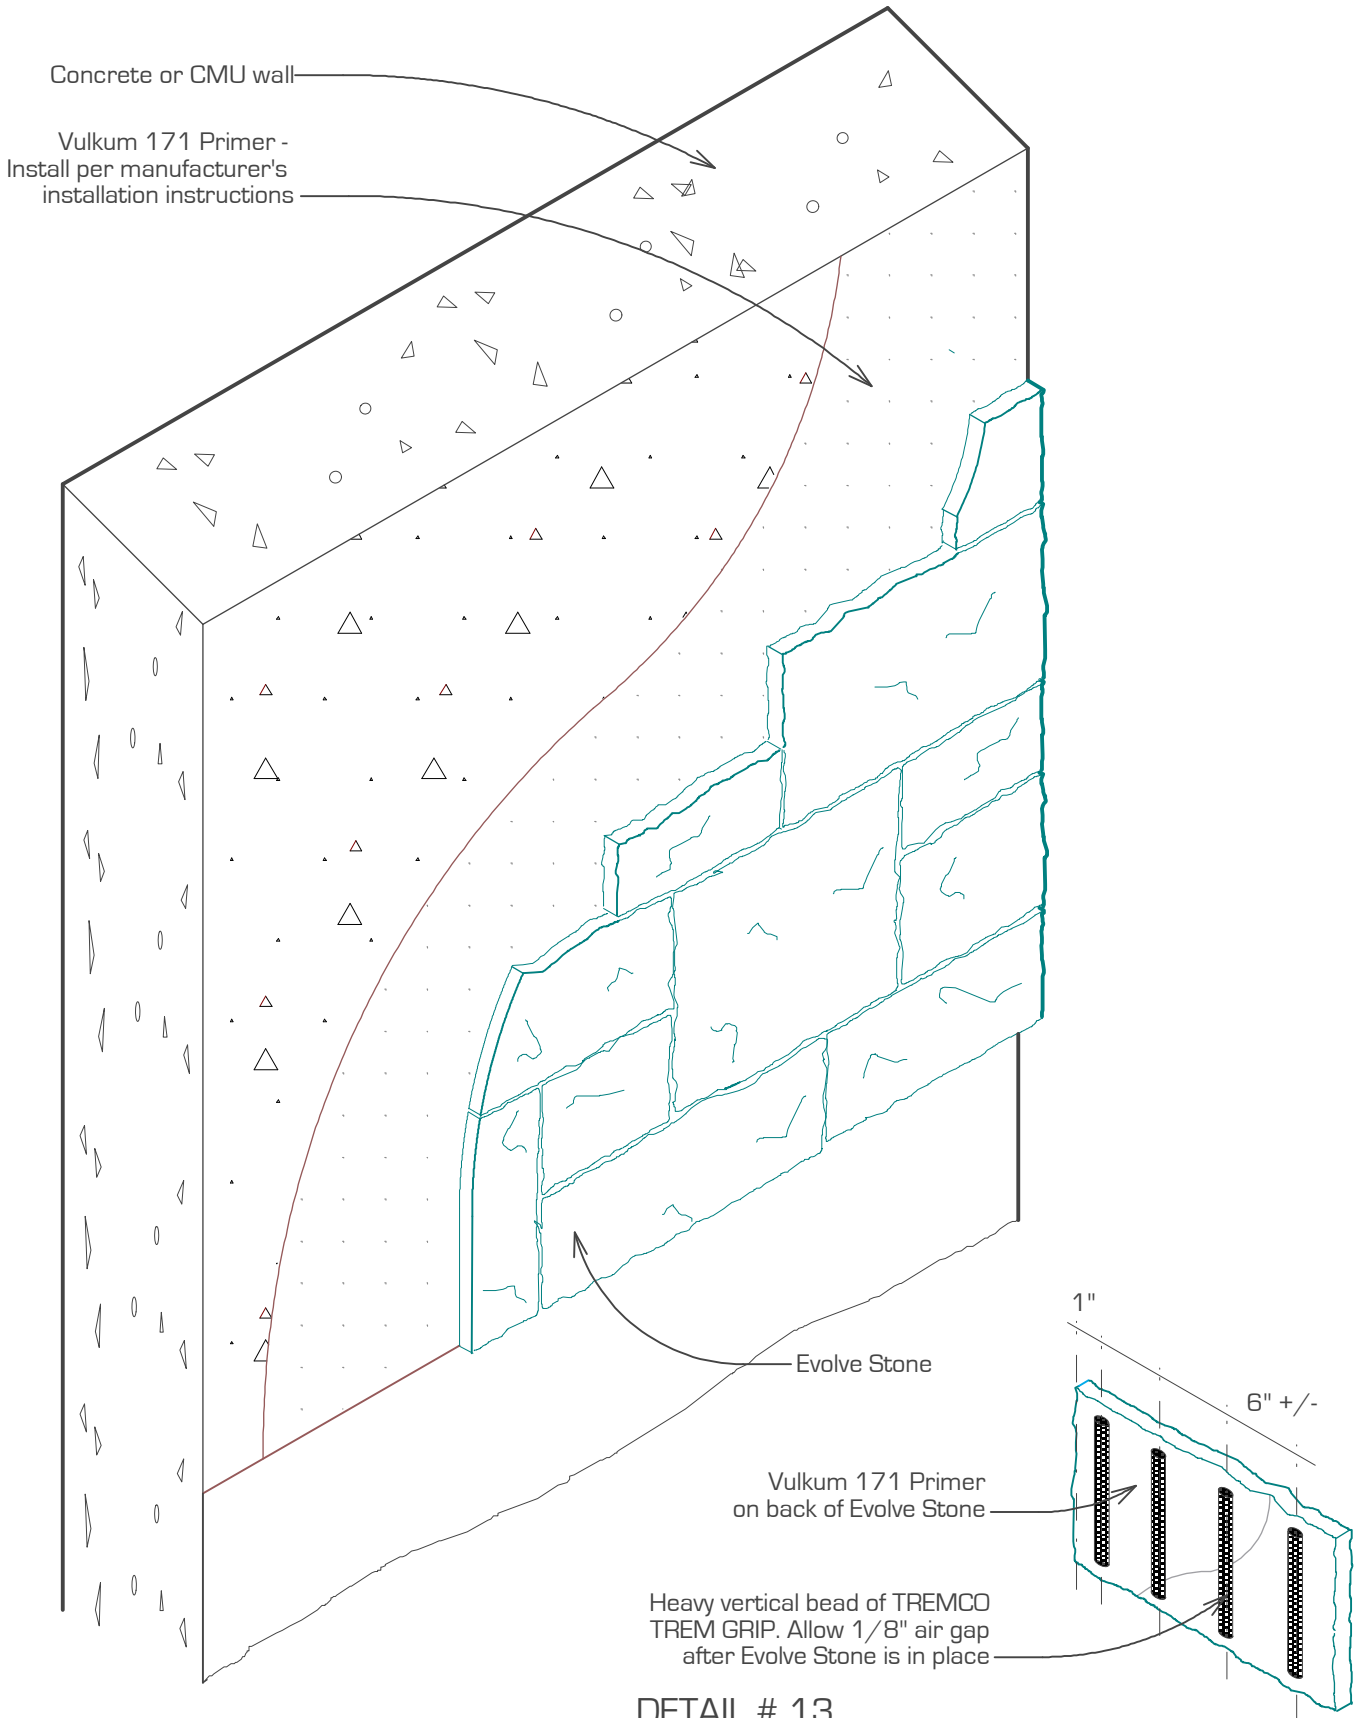 Concrete or CMU wall
Vulkum 171 Primer -
Install per manufacturer's
installation instructions
Evolve Stone
1"
6" +/-
Vulkum 171 Primer
on back of Evolve Stone
Heavy vertical bead of TREMCO
TREM GRIP. Allow 1/8" air gap
after Evolve Stone is in place
DETAIL # 13